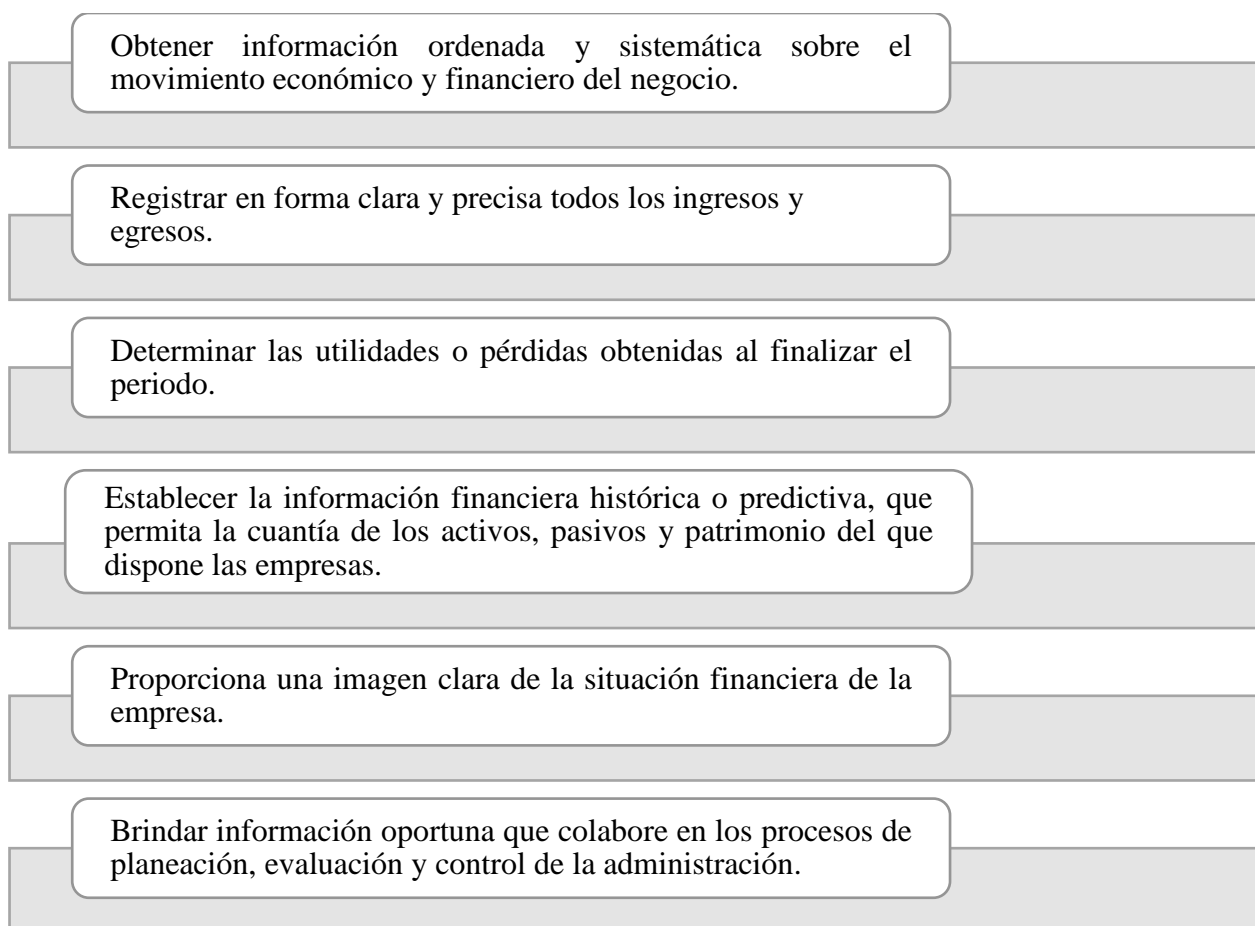 Obtener información ordenada y sistemática sobre el
movimiento económico y financiero del negocio.
Registrar en forma clara y precisa todos los ingresos y
egresos.
Determinar las utilidades o pérdidas obtenidas al finalizar el
periodo.
Establecer la información financiera histórica o predictiva, que
permita la cuantía de los activos, pasivos y patrimonio del que
dispone las empresas.
Proporciona una imagen clara de la situación financiera de la
empresa.
Brindar información oportuna que colabore en los procesos de
planeación, evaluación y control de la administración.